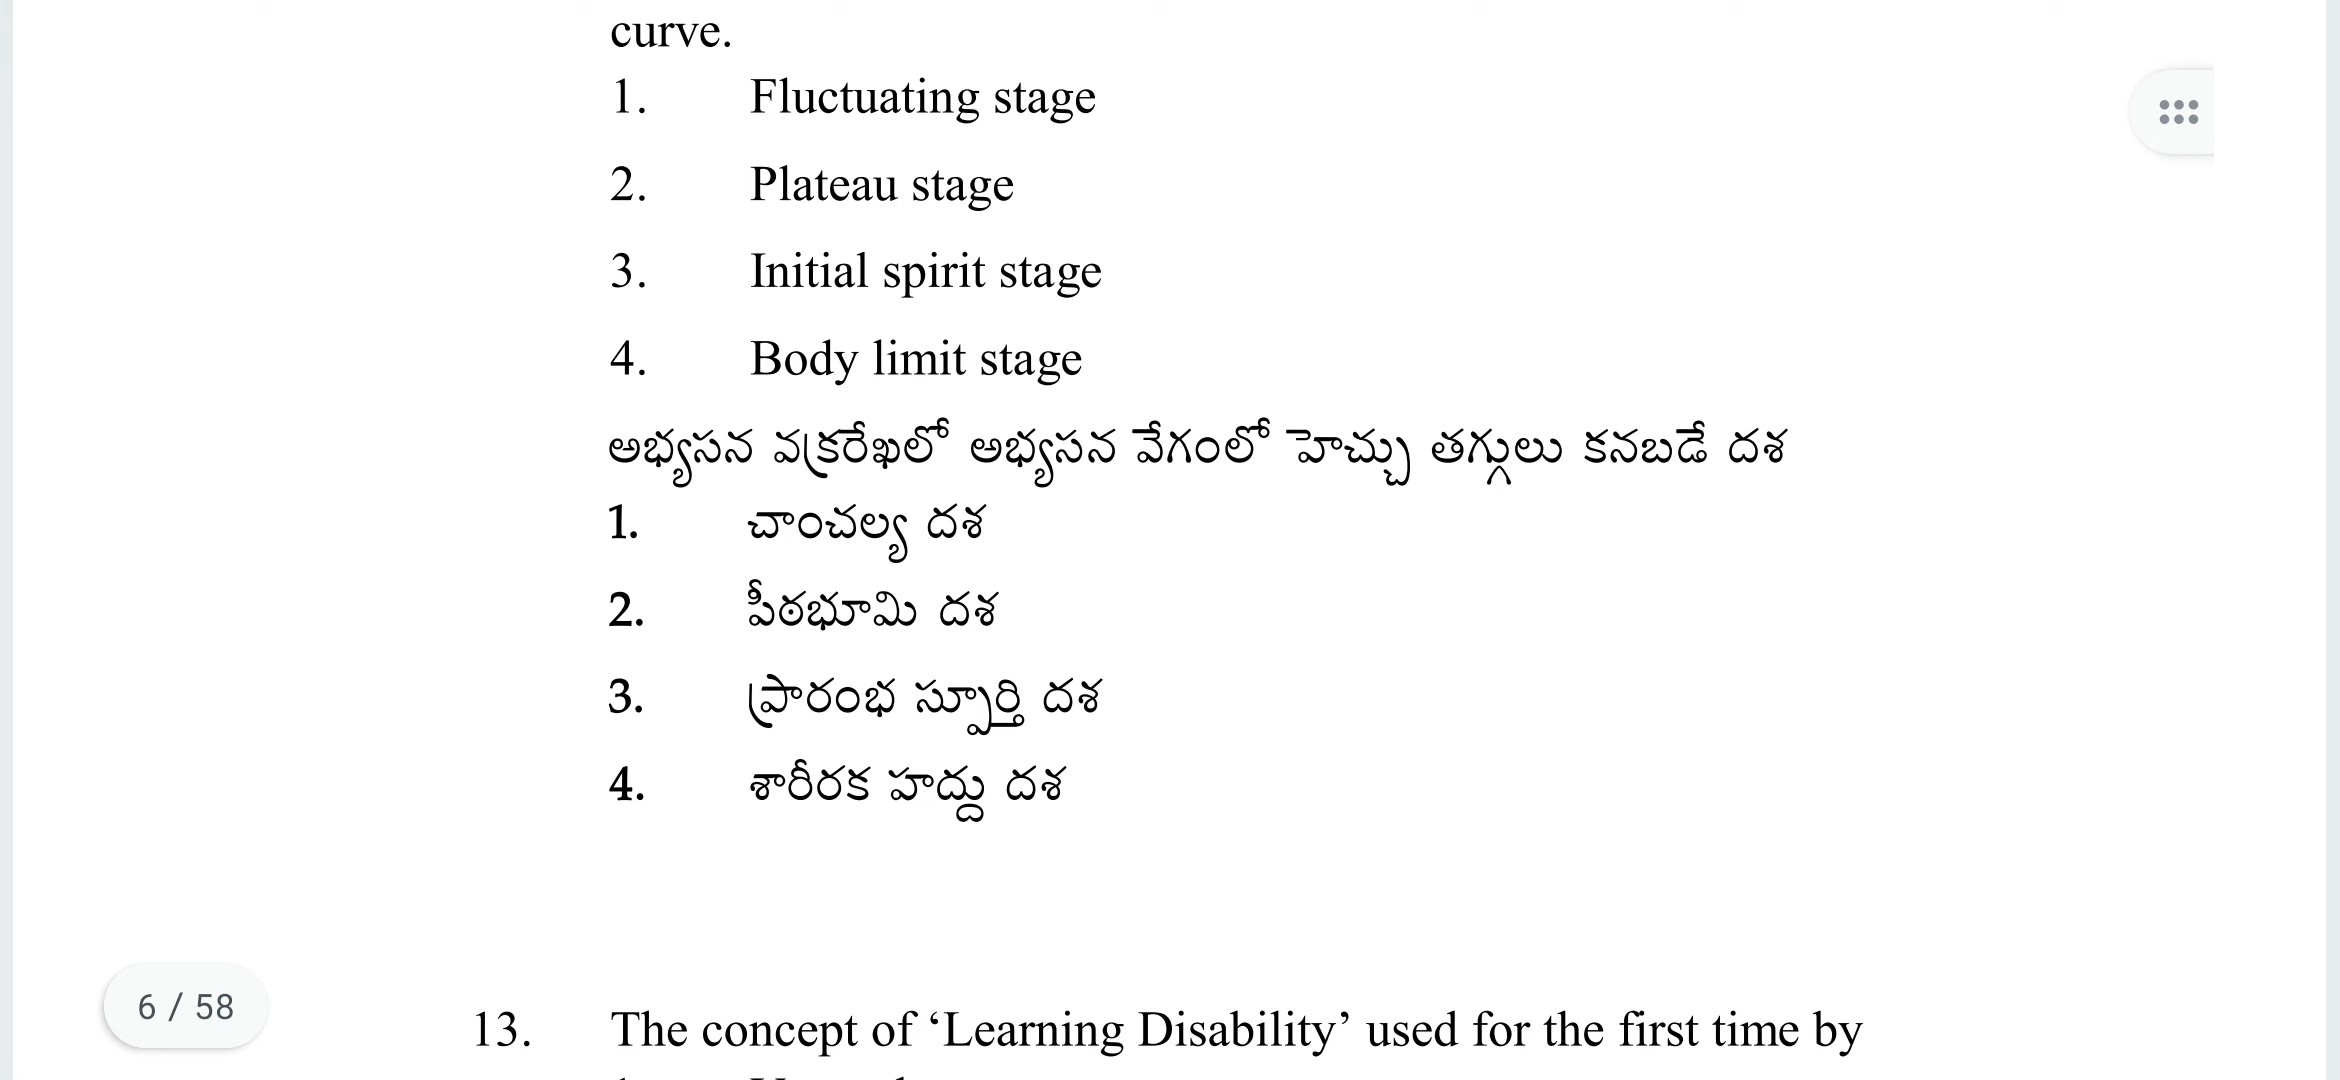 curve.
1. Fluctuating stage
2. Plateau stage
3. Initial spirit stage
4. Body limit stage
అభ్యసన వక్రరేఖలో అభ్యసన వేగంలో హెచ్చు తగ్గులు కనబడే దశ
1. చాంచల్య దశ
2. పీఠభూమి దశ
3. ప్రారంభ స్ఫూర్తి దశ
4. శారీరక హద్దు దశ
6 / 58
13. The concept of ‘Learning Disability’ used for the first time by